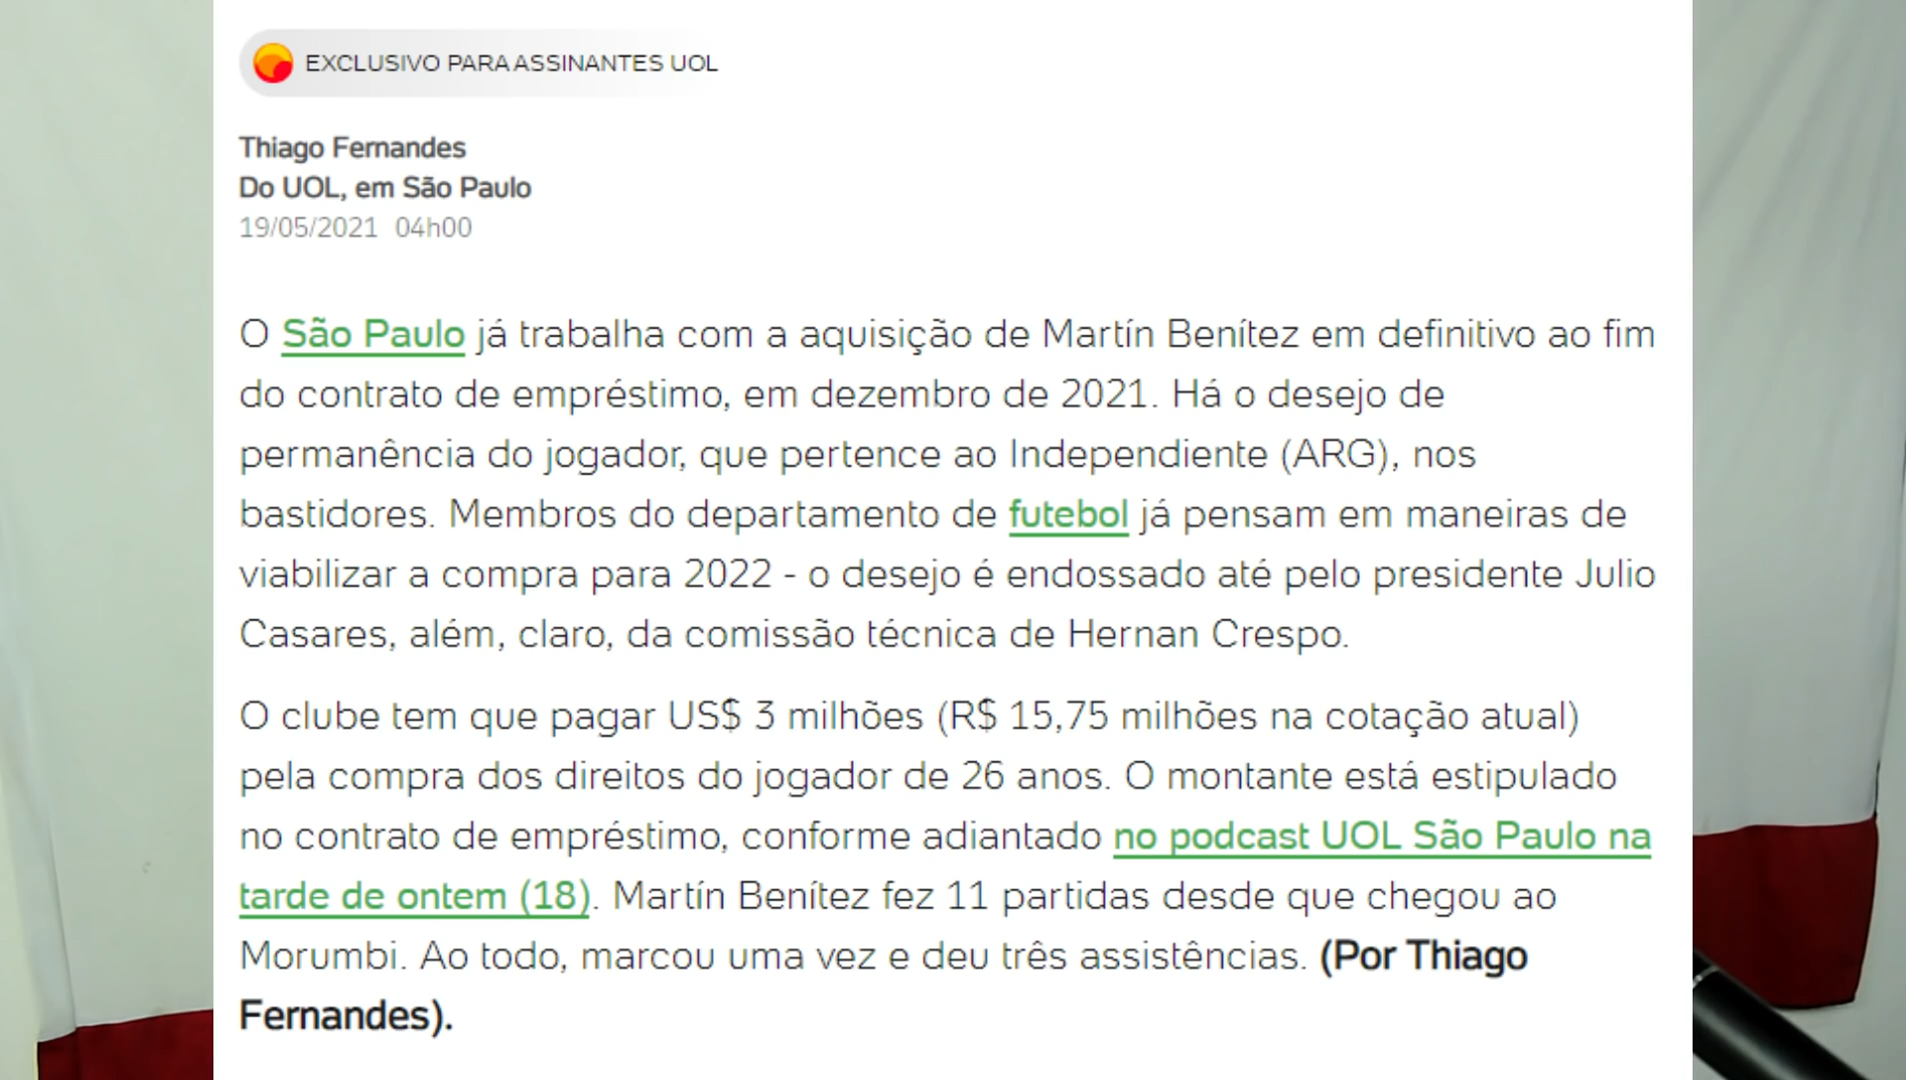 EXCLUSIVO PARA ASSINANTES UOL
Thiago Fernandes
Do UOL, em São Paulo
19/05/2021 04h00
O São Paulo já trabalha com a aquisição de Martín Benítez em definitivo ao fim
do contrato de empréstimo, em dezembro de 2021. Há o desejo de
permanência do jogador, que pertence ao Independiente (ARG), nos
bastidores. Membros do departamento de futebol já pensam em maneiras de
viabilizar a compra para 2022 - o desejo é endossado até pelo presidente Julio
Casares, além, claro, da comissão técnica de Hernan Crespo.
O clube tem que pagar US$ 3 milhões (R$ 15,75 milhões na cotação atual)
pela compra dos direitos do jogador de 26 anos. O montante está estipulado
no contrato de empréstimo, conforme adiantado no podcast UOL São Paulo na
tarde de ontem (18). Martín Benítez fez 11 partidas desde que chegou ao
Morumbi. Ao todo, marcou uma vez e deu três assistências. (Por Thiago
Fernandes).